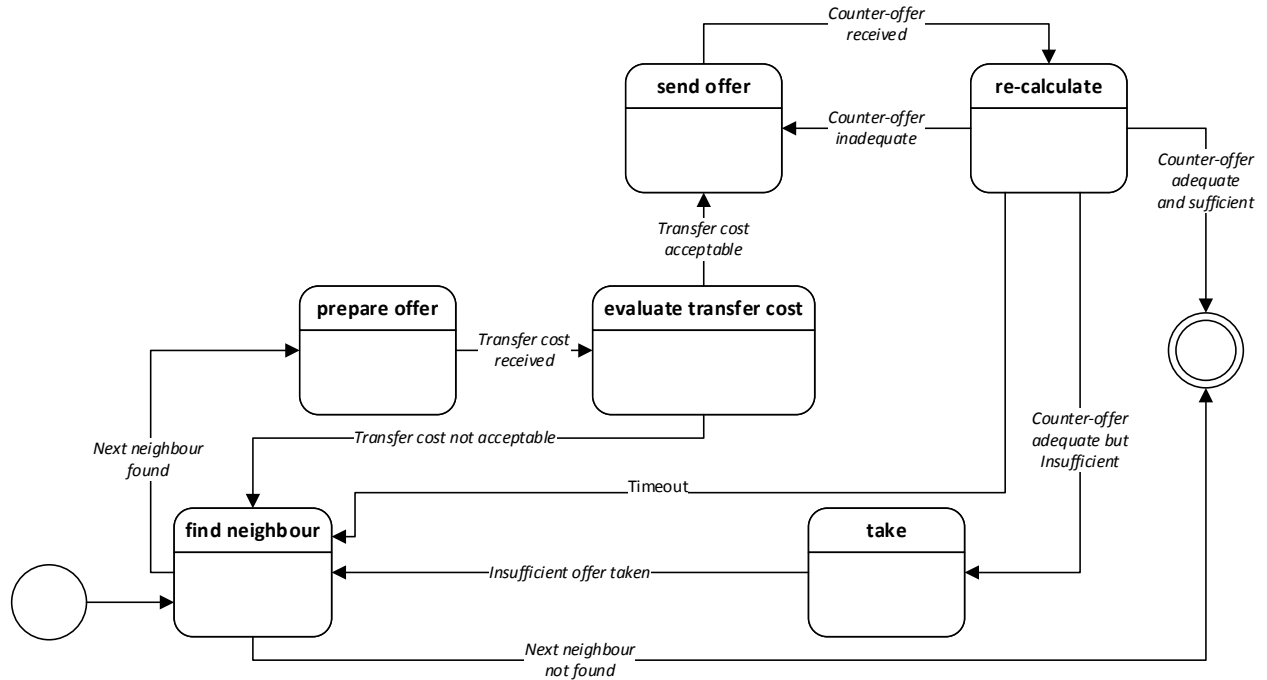 Counter-offer
received
send offer
re-calculate
Counter-offer
inadequate
Counter-offer
adequate
and sufficient
Transfer cost
acceptable
prepare offer
evaluate transfer cost
Transfer cost
received
Next neighbour
found
Transfer cost not acceptable
Counter-offer
adequate but
Insufficient
Timeout
find neighbour
take
Insufficient offer taken
Next neighbour
not found